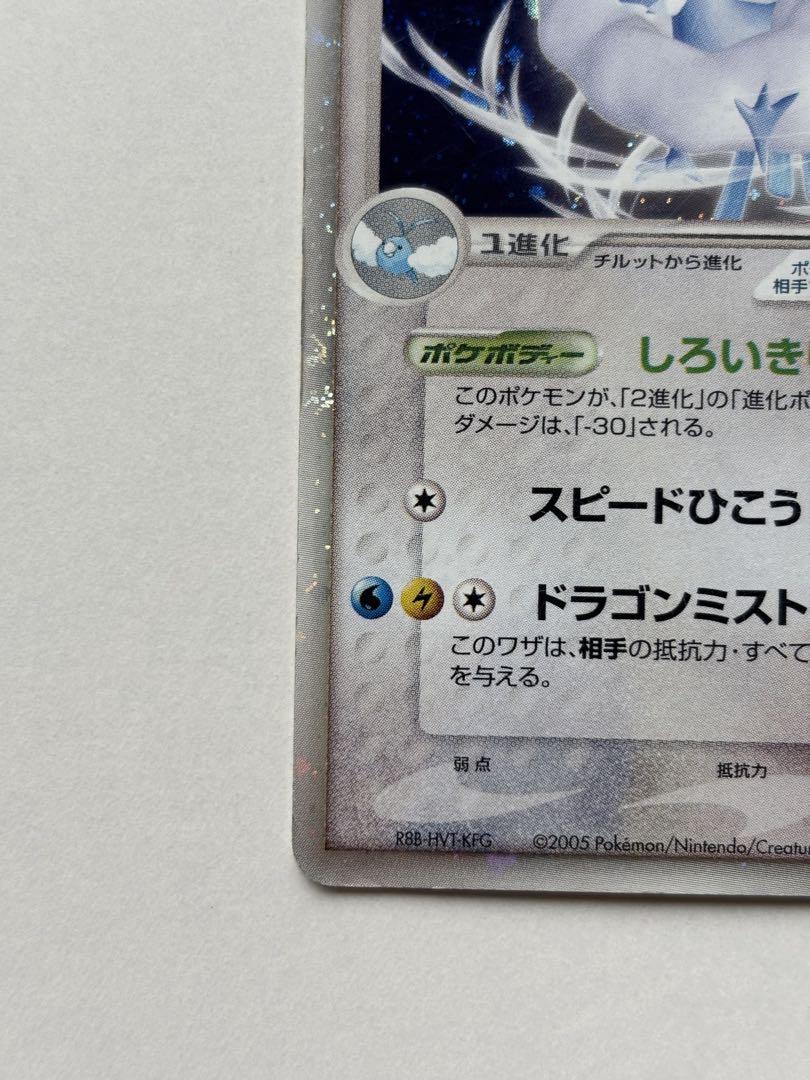 1進化
チルットから進化
ポ
相手
ポケボディー しろいき
このポケモンが、「2進化」の「進化ポ
ダメージは、「-30」される。
スピードひこう
ドラゴンミスト
このワザは、相手の抵抗力・すべて
を与える。
弱点 抵抗力
R8B-HVT-KFG ©2005 Pokémon/Nintendo/Creatur